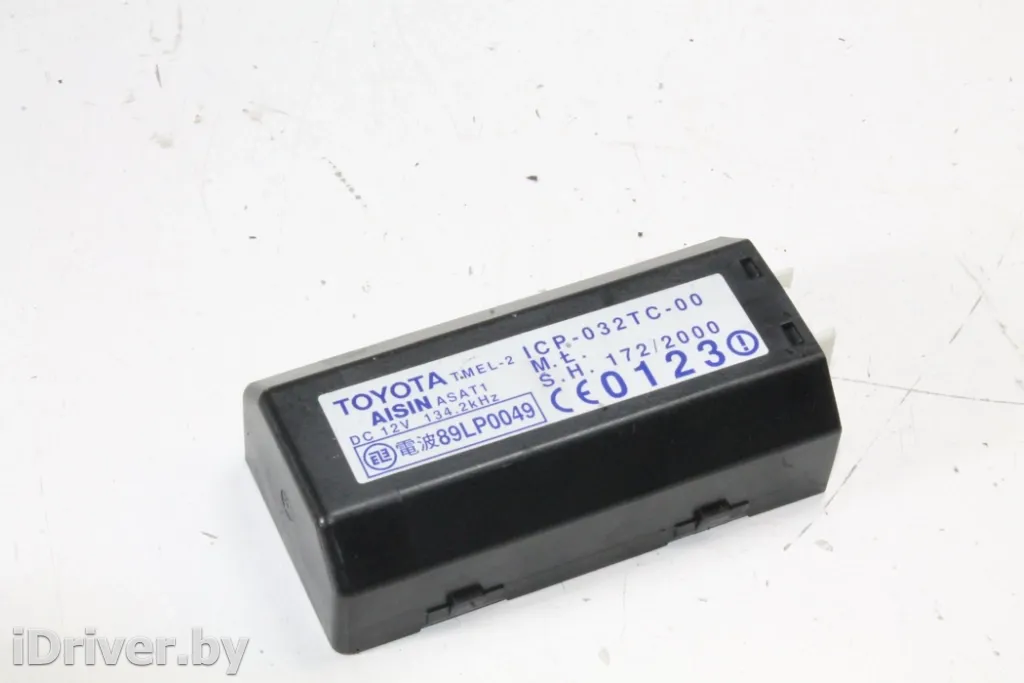 TOYOTA TMEL-2 ICP-032TC-00
AISIN ASAT1 M.Ł.
DC 12V 134.2kHz S.H. 172/2000
電波89LP0049 CE0123
iDriver.by